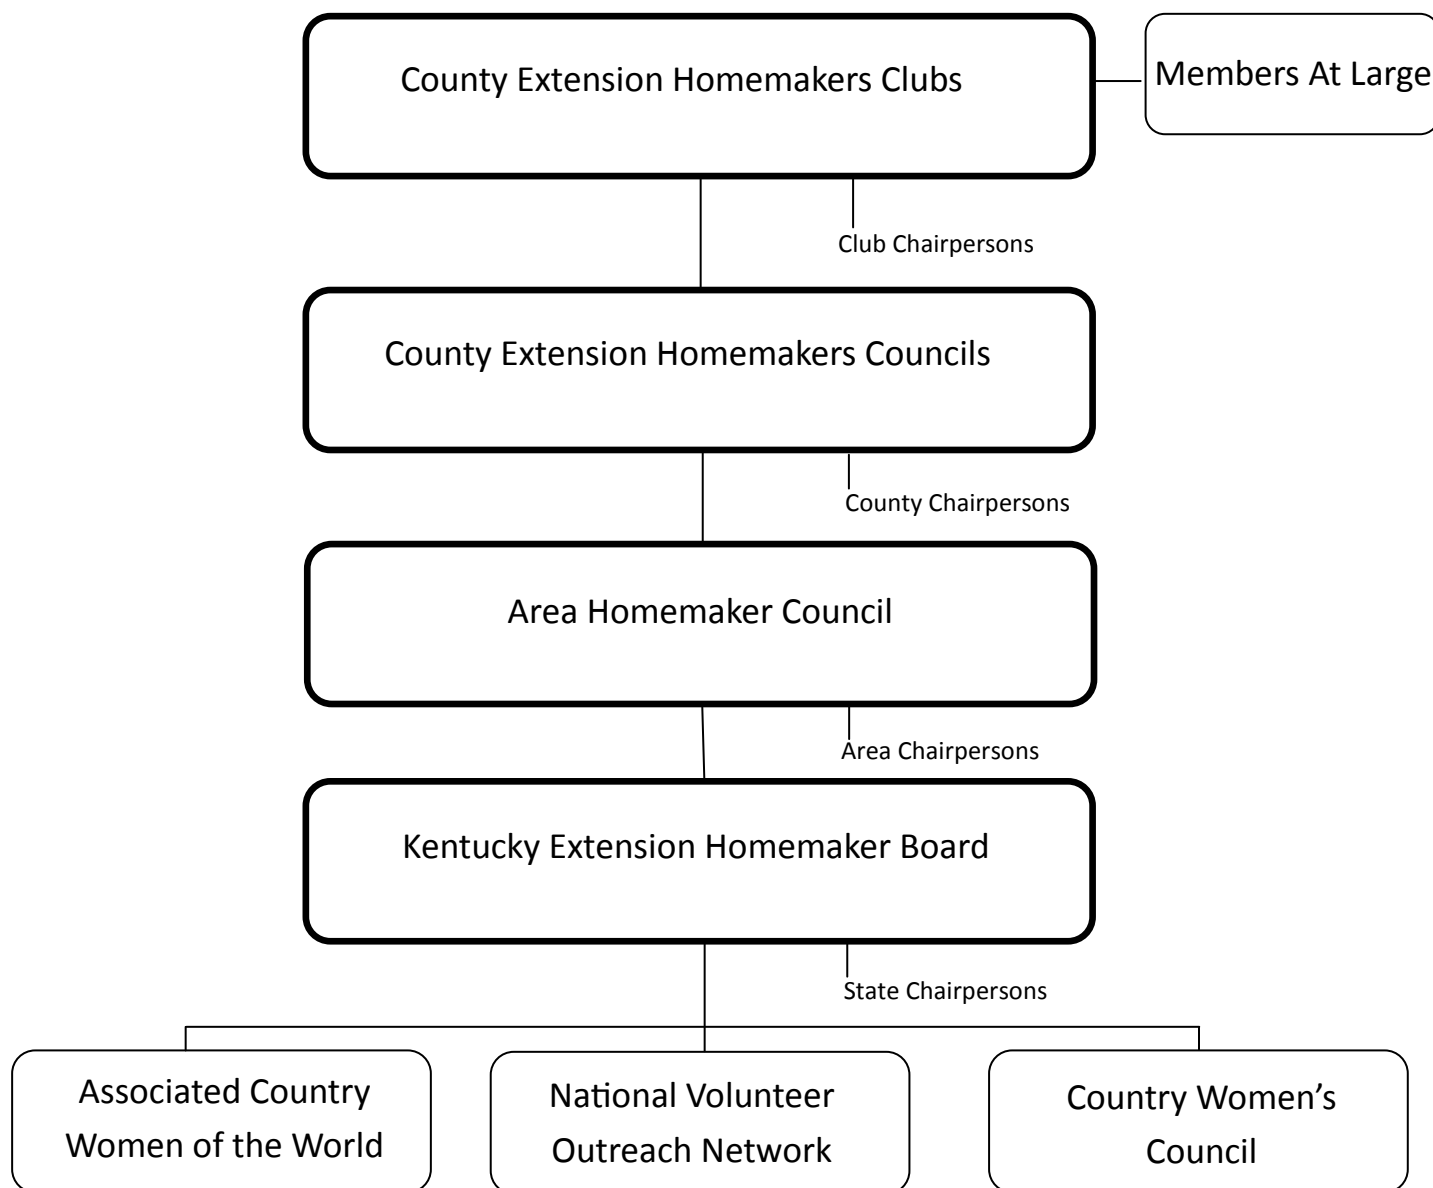 County Extension Homemakers Clubs
Members At Large
Club Chairpersons
County Extension Homemakers Councils
County Chairpersons
Area Homemaker Council
Area Chairpersons
Kentucky Extension Homemaker Board
State Chairpersons
Associated Country
Women of the World
National Volunteer
Outreach Network
Country Women’s
Council